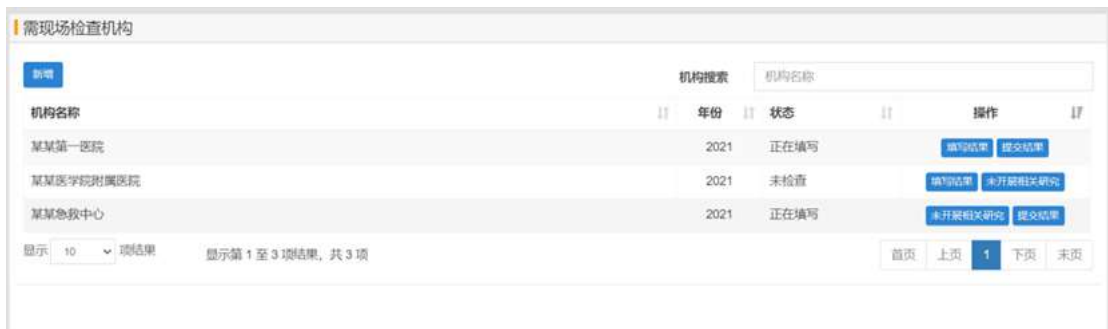 需现场检查机构
新增 机构搜索 机构名称
机构名称 年份 状态 操作
某某第一医院 2021 正在填写 填写结果 提交结果
某某医学院附属医院 2021 未检查 填写结果 未开展相关研究
某某急救中心 2021 正在填写 未开展相关研究 提交结果
显示 10 项结果 显示第 1 至 3 项结果，共 3 项 首页 上页 1 下页 末页